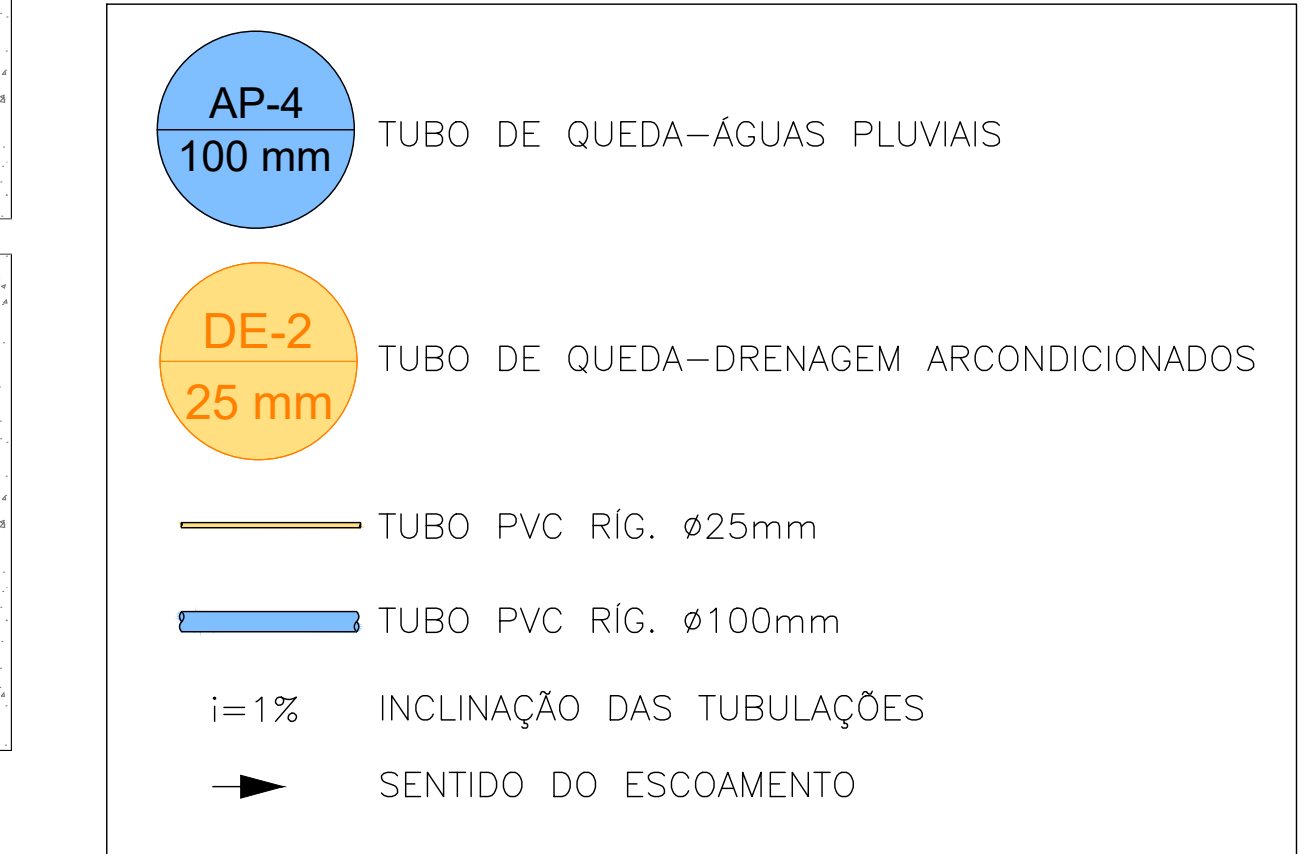 AP-4
100 mm
TUBO DE QUEDA-ÁGUAS PLUVIAIS
DE-2
25 mm
TUBO DE QUEDA-DRENAGEM ARCONDICIONADOS
TUBO PVC RÍG. ø25mm
TUBO PVC RÍG. ø100mm
i=1% INCLINAÇÃO DAS TUBULAÇÕES
SENTIDO DO ESCOAMENTO